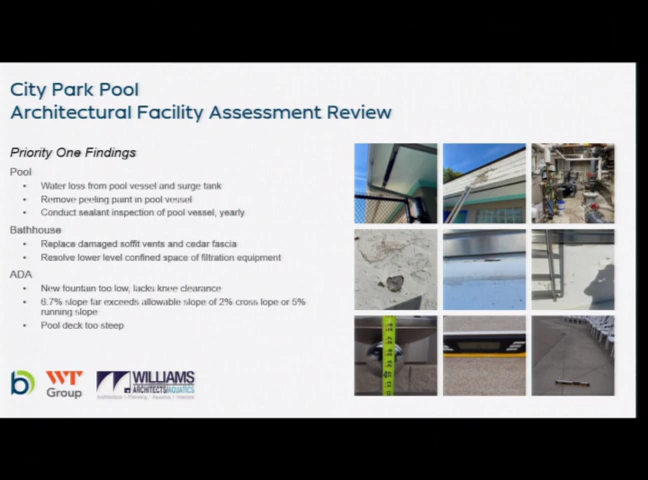 City Park Pool
Architectural Facility Assessment Review
Priority One Findings
Pool
• Water loss from pool vessel and surge tank
• Remove peeling paint in pool vessel
• Conduct sealant inspection of pool vessel, yearly
Bathhouse
• Replace damaged soffit vents and cedar fascia
• Resolve lower level confined space of filtration equipment
ADA
• New fountain too low, lacks knee clearance
• 6.7% slope far exceeds allowable slope of 2% cross lope or 5%
running slope
• Pool deck too steep
b
WT
Group
WILLIAMS
ARCHITECTS/AQUATICS